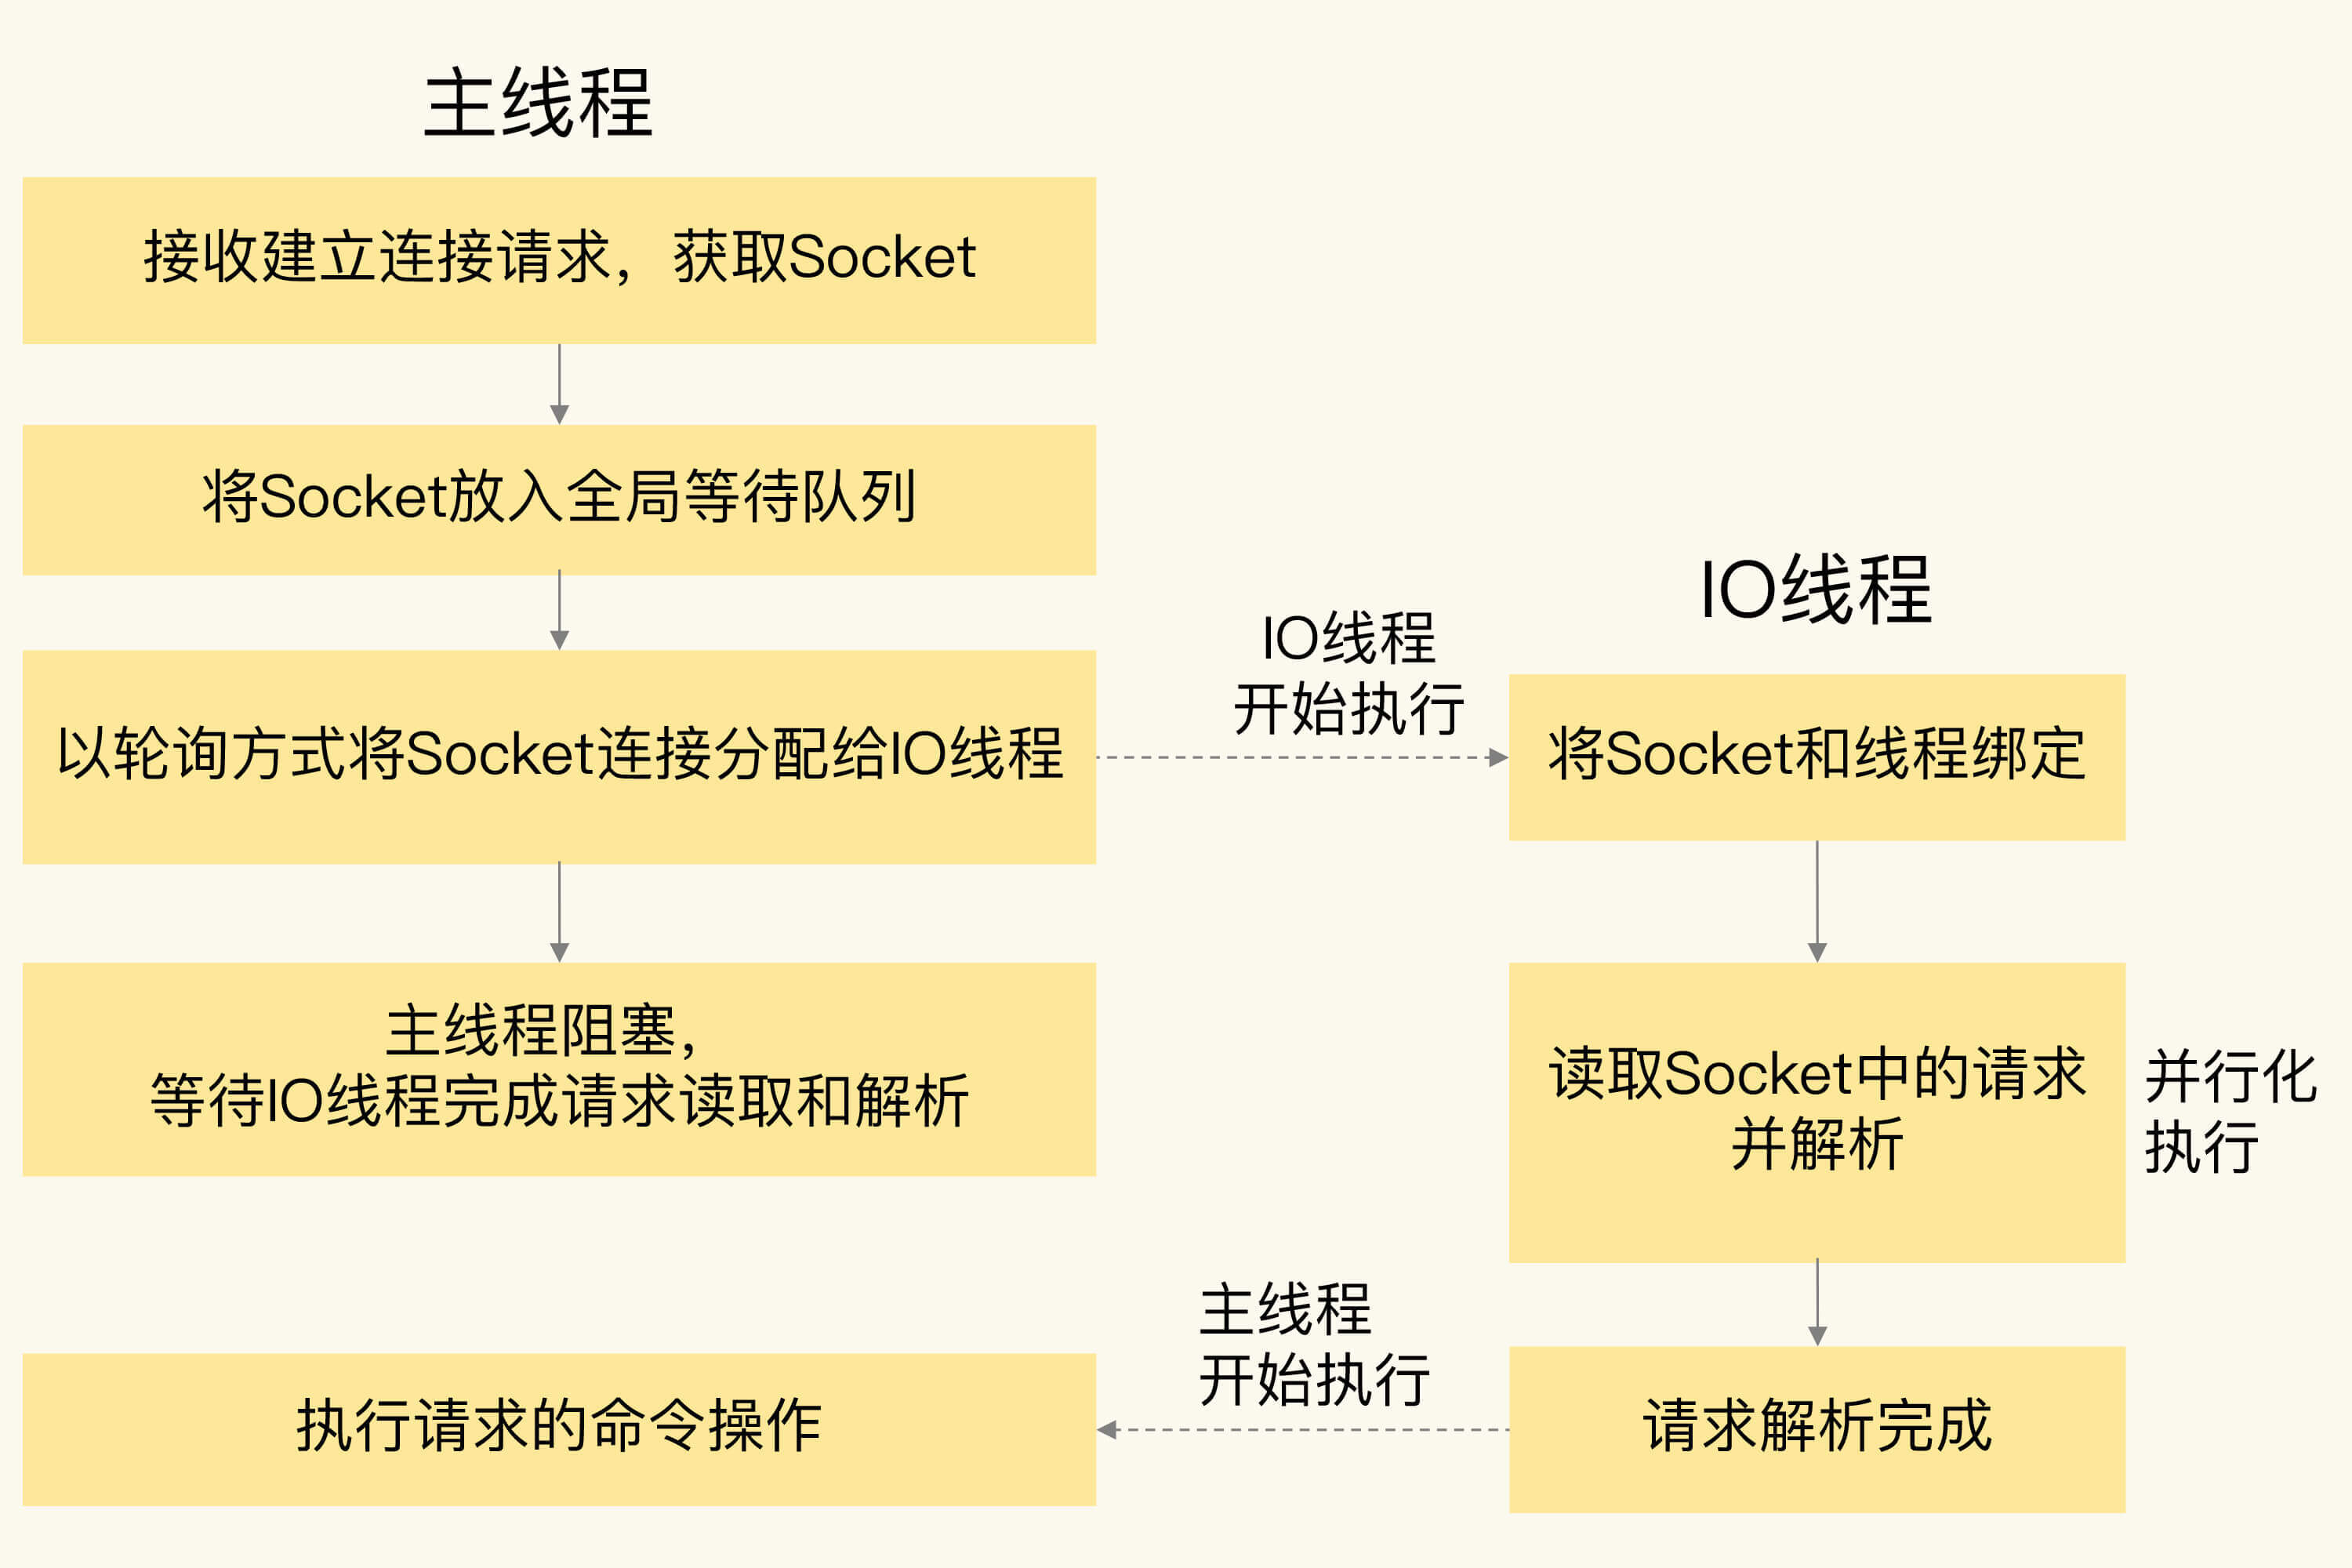 主线程
接收建立连接请求，获取Socket
将Socket放入全局等待队列
以轮询方式将Socket连接分配给IO线程
主线程阻塞，
等待IO线程完成请求读取和解析
执行请求的命令操作
IO线程
开始执行
主线程
开始执行
IO线程
将Socket和线程绑定
读取Socket中的请求
并解析
并行化
执行
请求解析完成